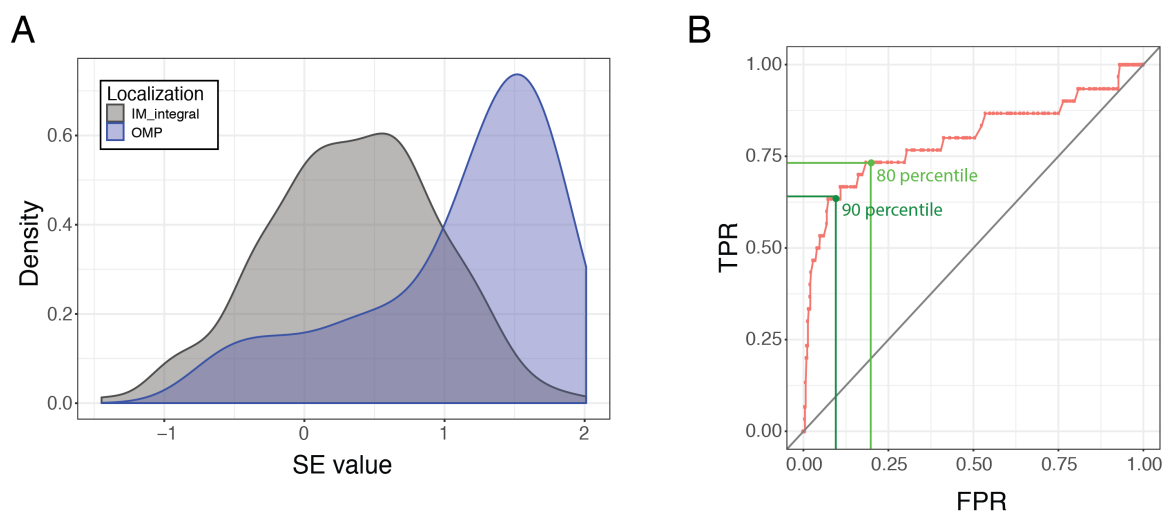 A
Density
0.6
0.4
0.2
0.0
Localization
IM_integral
OMP
−1
0
1
2
SE value
B
TPR
1.00
0.75
0.50
0.25
0.00
80 percentile
90 percentile
0.00
0.25
0.50
0.75
1.00
FPR